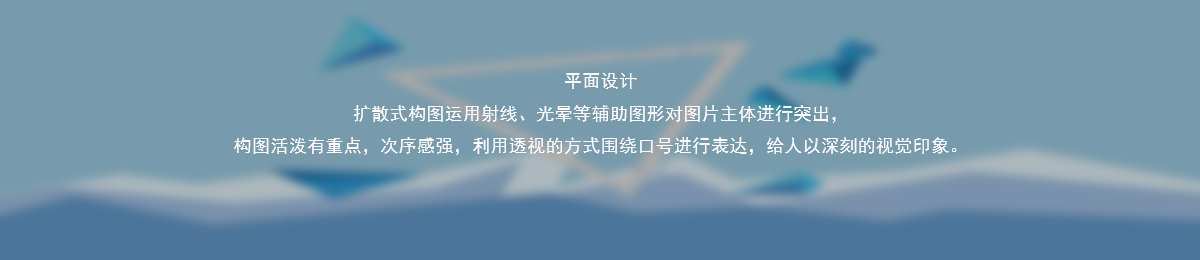 平面设计
扩散式构图运用射线、光晕等辅助图形对图片主体进行突出，
构图活泼有重点，次序感强，利用透视的方式围绕口号进行表达，给人以深刻的视觉印象。